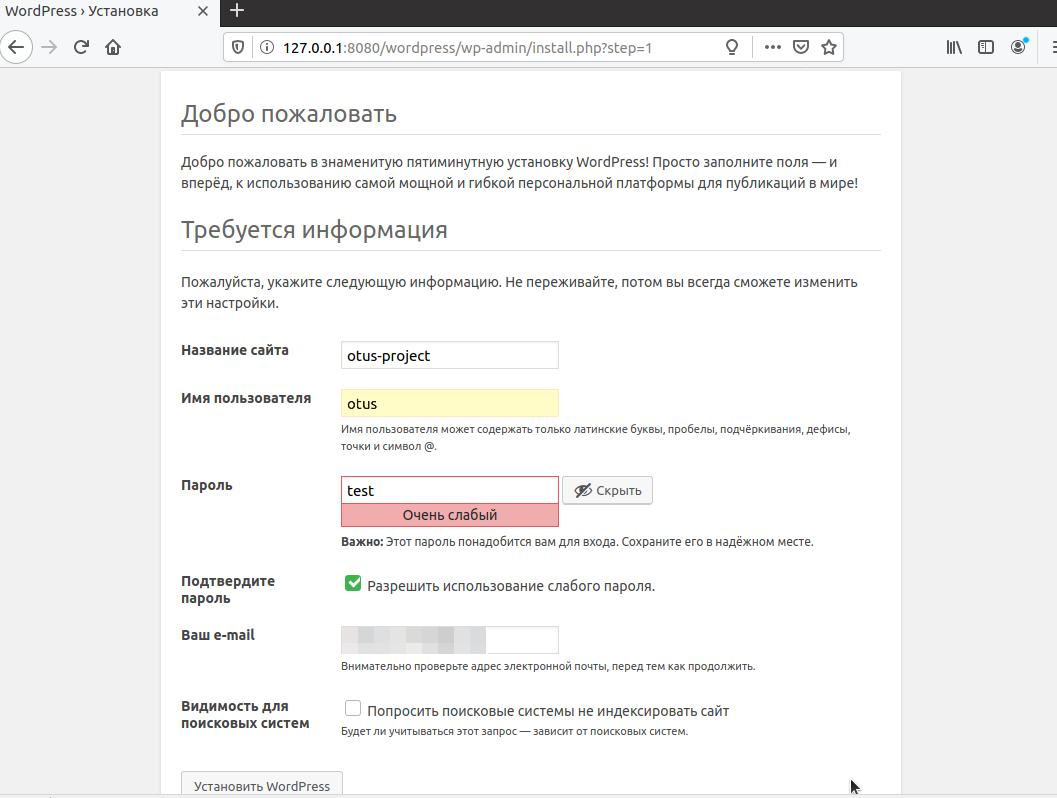 WordPress › Установка
127.0.0.1:8080/wordpress/wp-admin/install.php?step=1
Добро пожаловать
Добро пожаловать в знаменитую пятиминутную установку WordPress! Просто заполните поля — и
вперёд, к использованию самой мощной и гибкой персональной платформы для публикаций в мире!
Требуется информация
Пожалуйста, укажите следующую информацию. Не переживайте, потом вы всегда сможете изменить
эти настройки.
Название сайта
otus-project
Имя пользователя
otus
Имя пользователя может содержать только латинские буквы, пробелы, подчёркивания, дефисы,
точки и символ @.
Пароль
test
Скрыть
Очень слабый
Важно: Этот пароль понадобится вам для входа. Сохраните его в надёжном месте.
Подтвердите
пароль
Разрешить использование слабого пароля.
Ваш e-mail
Внимательно проверьте адрес электронной почты, перед тем как продолжить.
Видимость для
поисковых систем
Попросить поисковые системы не индексировать сайт
Будет ли учитываться этот запрос — зависит от поисковых систем.
Установить WordPress